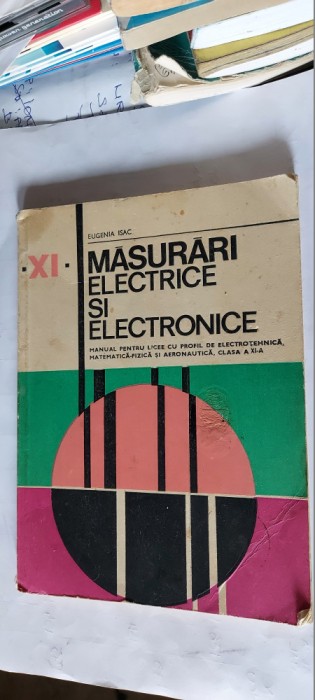 EUGENIA ISAC
·XI·
MĂSURĂRI
ELECTRICE
SI
ELECTRONICE
MANUAL PENTRU LICEE CU PROFIL DE ELECTROTEHNICĂ,
MATEMATICĂ-FIZICĂ ȘI AERONAUTICĂ, CLASA A XI-A